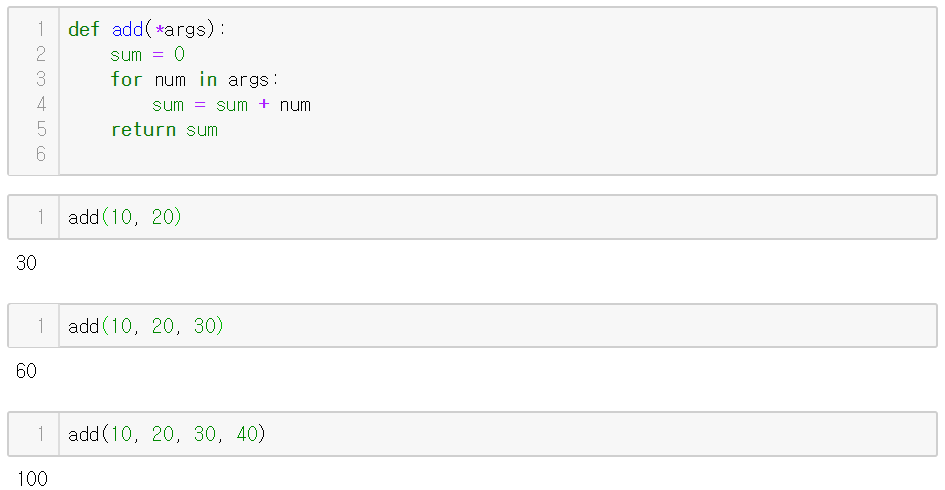 1 def add(*args):
2     sum = 0
3     for num in args:
4         sum = sum + num
5     return sum
6
1 add(10, 20)
30
1 add(10, 20, 30)
60
1 add(10, 20, 30, 40)
100